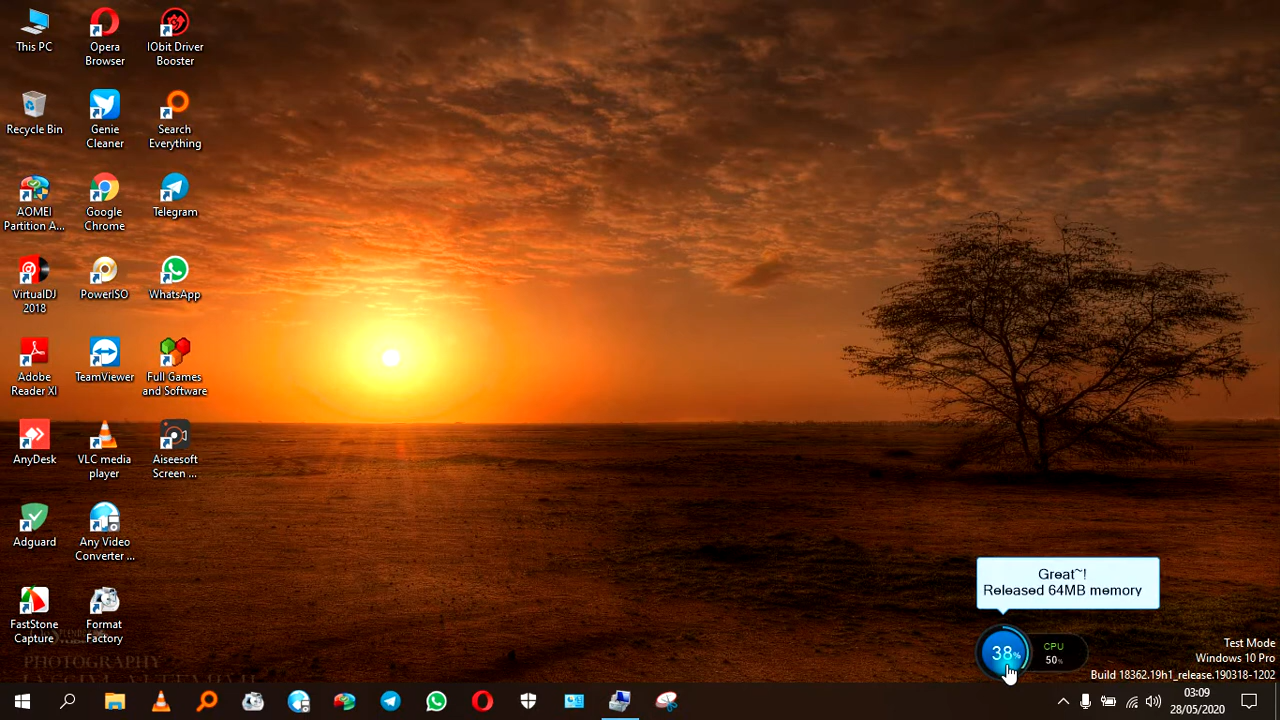 This PC
Opera
Browser
IObit Driver
Booster
Recycle Bin
Genie
Cleaner
Search
Everything
AOMEI
Partition A...
Google
Chrome
Telegram
VirtualDJ
2018
PowerISO
WhatsApp
Adobe
Reader XI
TeamViewer
Full Games
and Software
AnyDesk
VLC media
player
Aiseesoft
Screen ...
Adguard
Any Video
Converter ...
FastStone
Capture
Format
Factory
PHOTOGRAPHY
Great~!
Released 64MB memory
38%
CPU
50%
Test Mode
Windows 10 Pro
Build 18362.19h1_release.190318-1202
03:09
28/05/2020